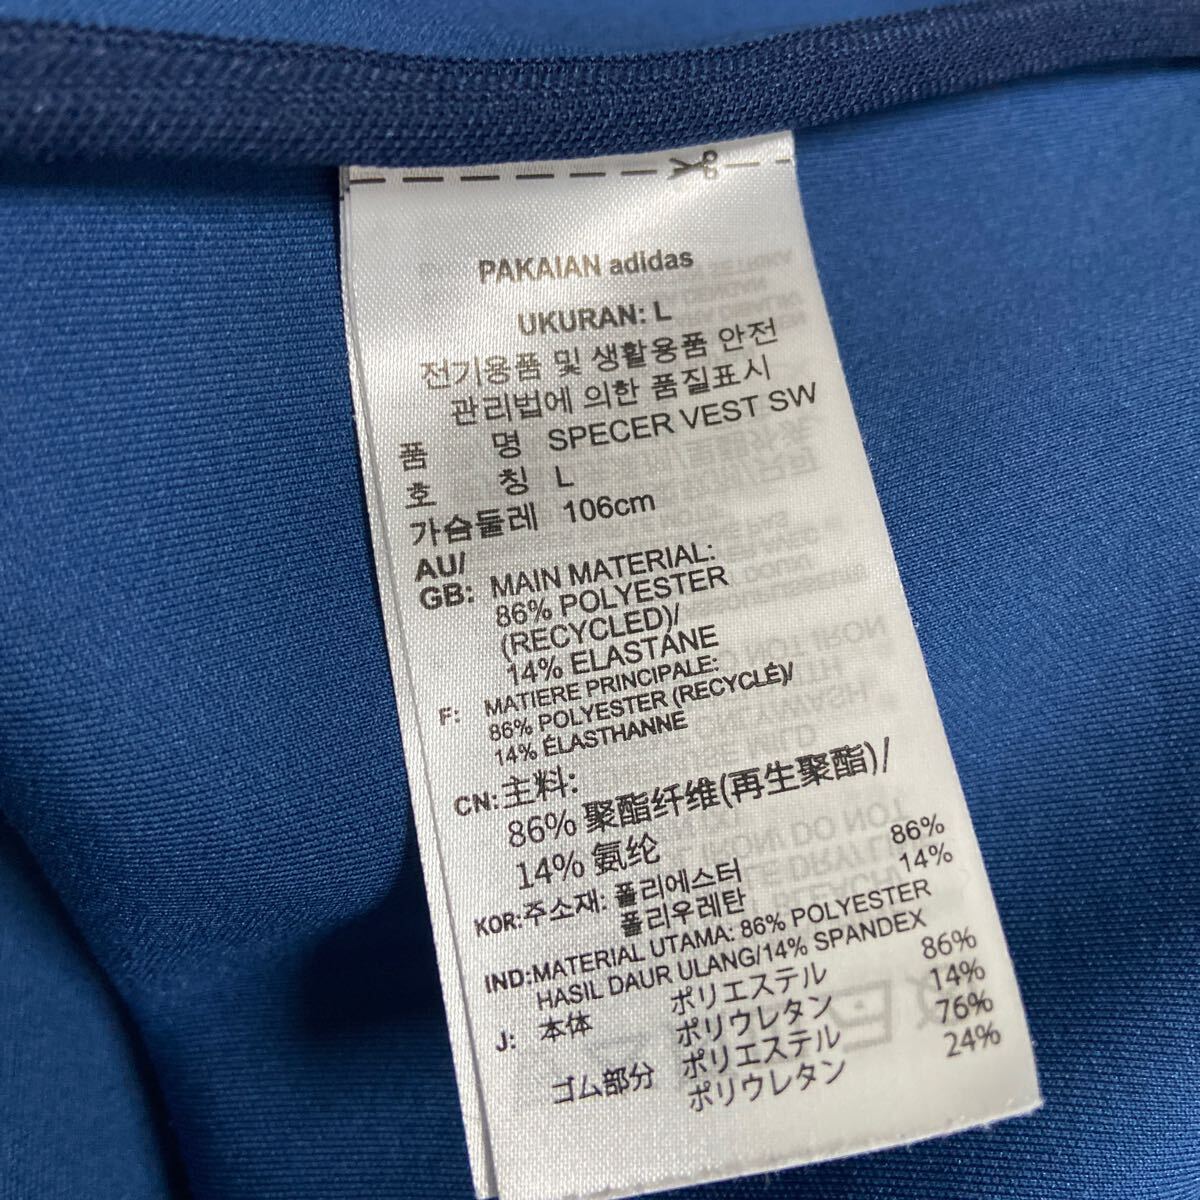 PAKAIAN adidas
UKURAN: L
전기용품 및 생활용품 안전
관리법에 의한 품질표시
품 명 SPECER VEST SW
호 칭 L
가슴둘레 106cm
AU/
GB: MAIN MATERIAL:
86% POLYESTER
(RECYCLED)/
14% ELASTANE
F: MATIERE PRINCIPALE:
86% POLYESTER (RECYCLÉ)/
14% ÉLASTHANNE
CN: 主料:
86% 聚酯纤维(再生聚酯)/
14% 氨纶
KOR: 주소재: 폴리에스터 86%
폴리우레탄 14%
IND: MATERIAL UTAMA: 86% POLYESTER
HASIL DAUR ULANG/14% SPANDEX
J: 本体 ポリエステル 86%
ポリウレタン 14%
ゴム部分 ポリエステル 76%
ポリウレタン 24%